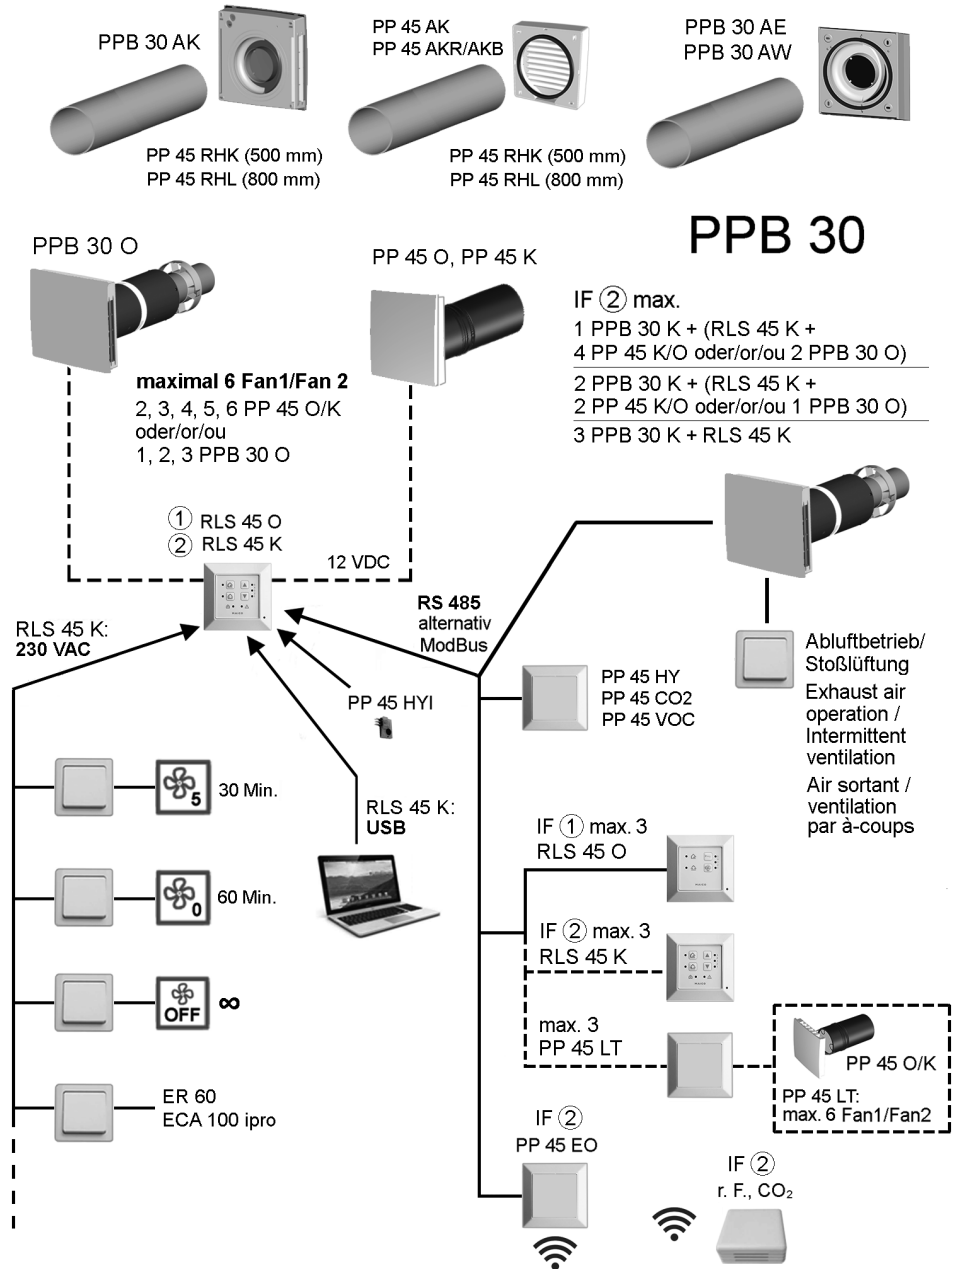 PPB 30 AK
PP 45 RHK (500 mm)
PP 45 RHL (800 mm)
PP 45 AK
PP 45 AKR/AKB
PP 45 RHK (500 mm)
PP 45 RHL (800 mm)
PPB 30 AE
PPB 30 AW
PPB 30
PPB 30 O
PP 45 O, PP 45 K
maximal 6 Fan1/Fan 2
2, 3, 4, 5, 6 PP 45 O/K
oder/or/ou
1, 2, 3 PPB 30 O
IF ② max.
1 PPB 30 K + (RLS 45 K +
4 PP 45 K/O oder/or/ou 2 PPB 30 O)
2 PPB 30 K + (RLS 45 K +
2 PP 45 K/O oder/or/ou 1 PPB 30 O)
3 PPB 30 K + RLS 45 K
① RLS 45 O
② RLS 45 K
12 VDC
RLS 45 K:
230 VAC
RS 485
alternativ
ModBus
PP 45 HYI
RLS 45 K:
USB
5
30 Min.
0
60 Min.
OFF
∞
ER 60
ECA 100 ipro
PP 45 HY
PP 45 CO2
PP 45 VOC
Abluftbetrieb/
Stoßlüftung
Exhaust air
operation /
Intermittent
ventilation
Air sortant /
ventilation
par à-coups
IF ① max. 3
RLS 45 O
IF ② max. 3
RLS 45 K
max. 3
PP 45 LT
PP 45 O/K
PP 45 LT:
max. 6 Fan1/Fan2
IF ②
PP 45 EO
IF ②
r. F., CO₂